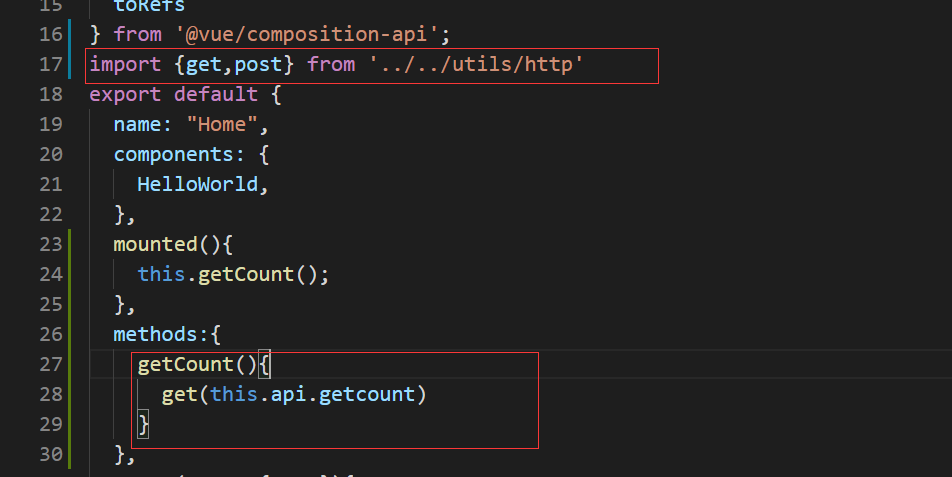 15 toRefs
16 } from '@vue/composition-api';
17 import {get,post} from '../../utils/http'
18 export default {
19 name: "Home",
20 components: {
21 HelloWorld,
22 },
23 mounted(){
24 this.getCount();
25 },
26 methods:{
27 getCount(){
28 get(this.api.getcount)
29 }
30 },